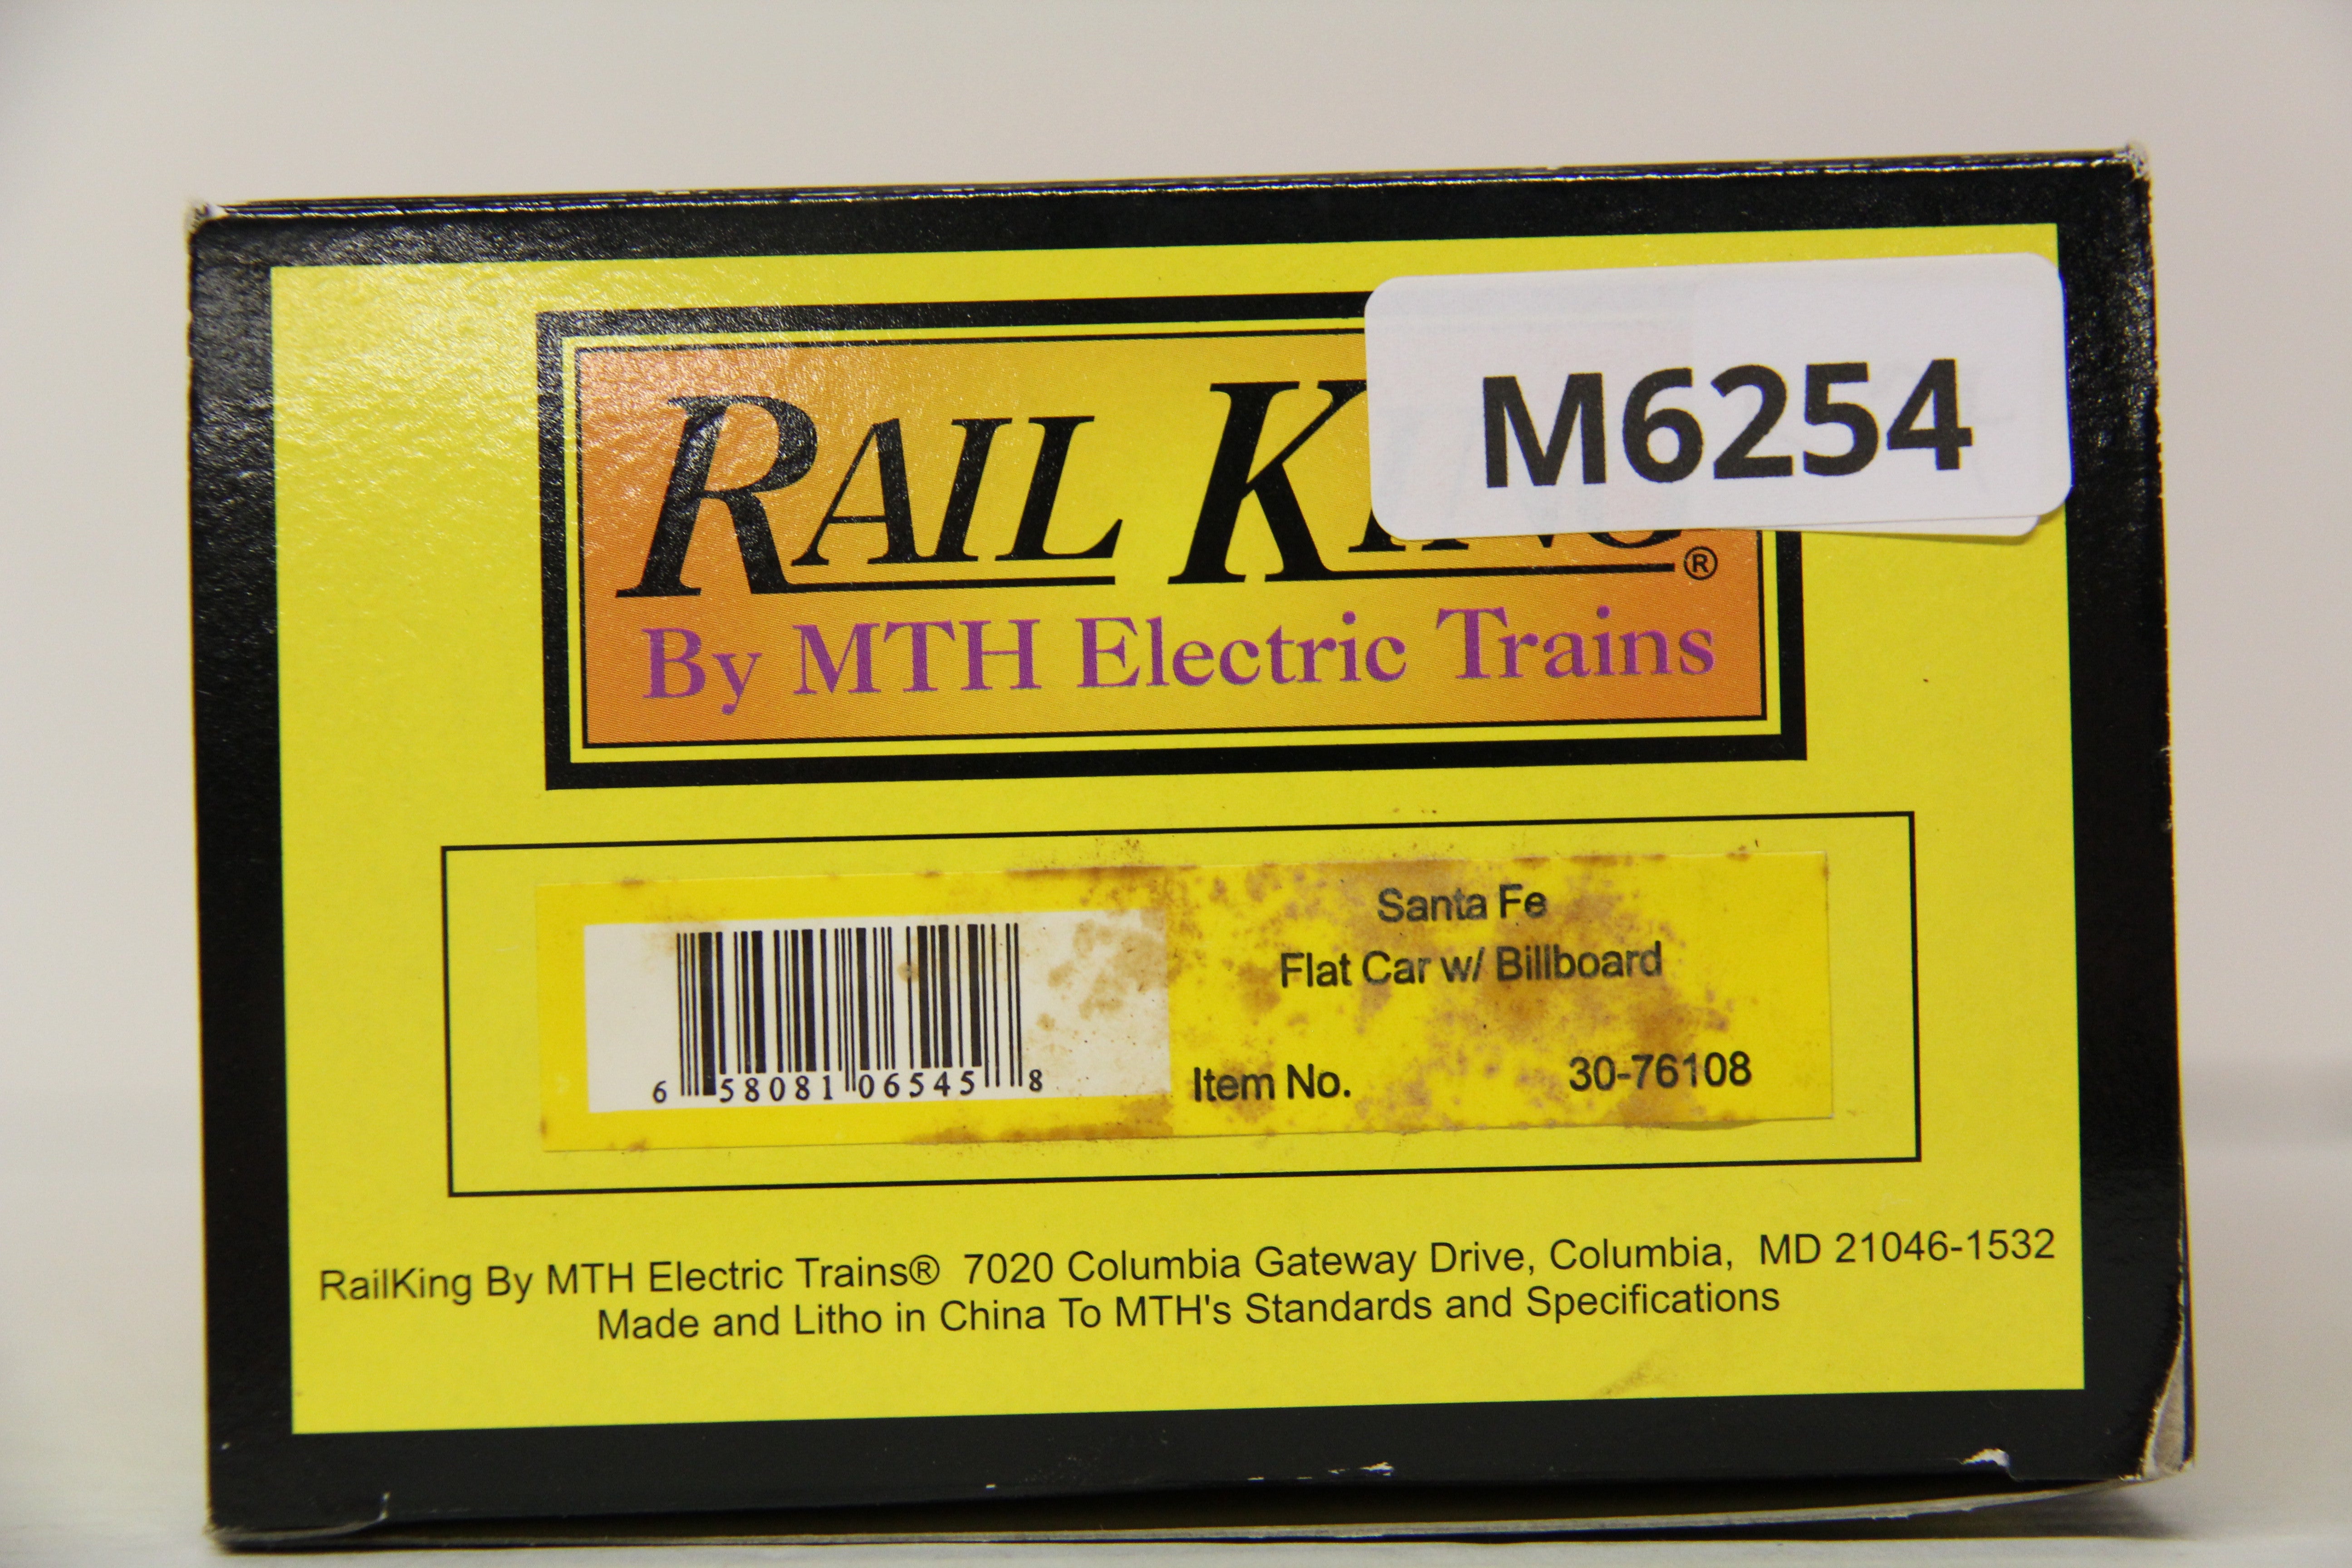 M6254
RAIL KING®
By MTH Electric Trains
Santa Fe
Flat Car w/ Billboard
6 58081 06545 8
Item No. 30-76108
RailKing By MTH Electric Trains® 7020 Columbia Gateway Drive, Columbia, MD 21046-1532
Made and Litho in China To MTH's Standards and Specifications